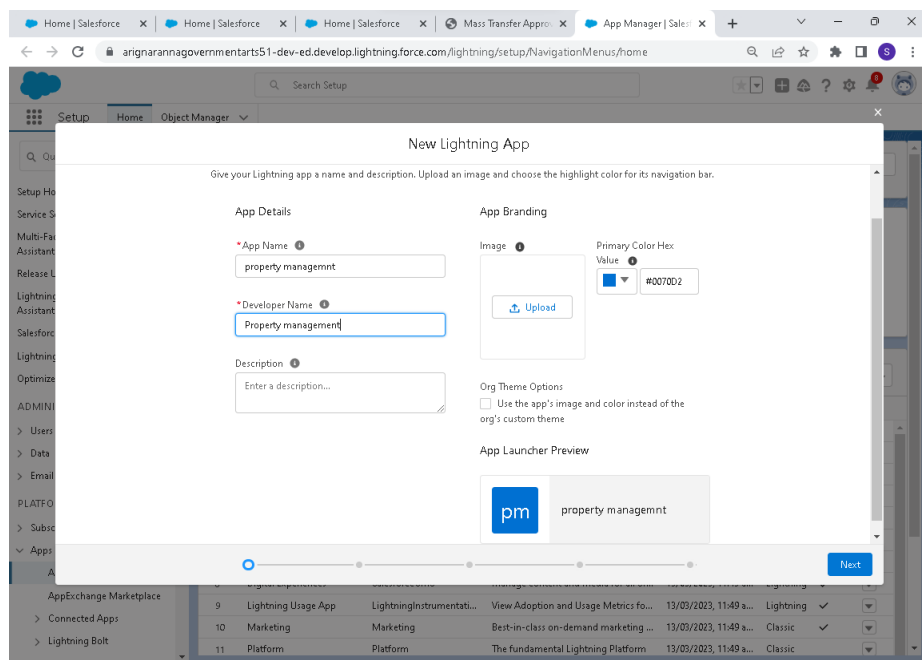 Home | Salesforce
Home | Salesforce
Home | Salesforce
Mass Transfer Appro
App Manager | Sales
arignarannagovernmentarts51-dev-ed.develop.lightning.force.com/lightning/setup/NavigationMenus/home
S
Search Setup
8
Setup
Home
Object Manager
Qu
New Lightning App
Give your Lightning app a name and description. Upload an image and choose the highlight color for its navigation bar.
Setup Ho
Service S
Multi-Fac
Assistant
Release U
Lightning
Assistant
Salesforc
Lightning
Optimize
ADMINI
Users
Data
Email
PLATFO
Subsc
Apps
A
App Details
*App Name
property managemnt
*Developer Name
Property management
Description
Enter a description...
App Branding
Image
Upload
Primary Color Hex
Value
#0070D2
Org Theme Options
Use the app's image and color instead of the
org's custom theme
App Launcher Preview
pm
property managemnt
Next
AppExchange Marketplace
Connected Apps
Lightning Bolt
9 Lightning Usage App LightningInstrumentati... View Adoption and Usage Metrics fo... 13/03/2023, 11:49 a... Lightning
10 Marketing Marketing Best-in-class on-demand marketing ... 13/03/2023, 11:49 a... Classic
11 Platform Platform The fundamental Lightning Platform 13/03/2023, 11:49 a... Classic